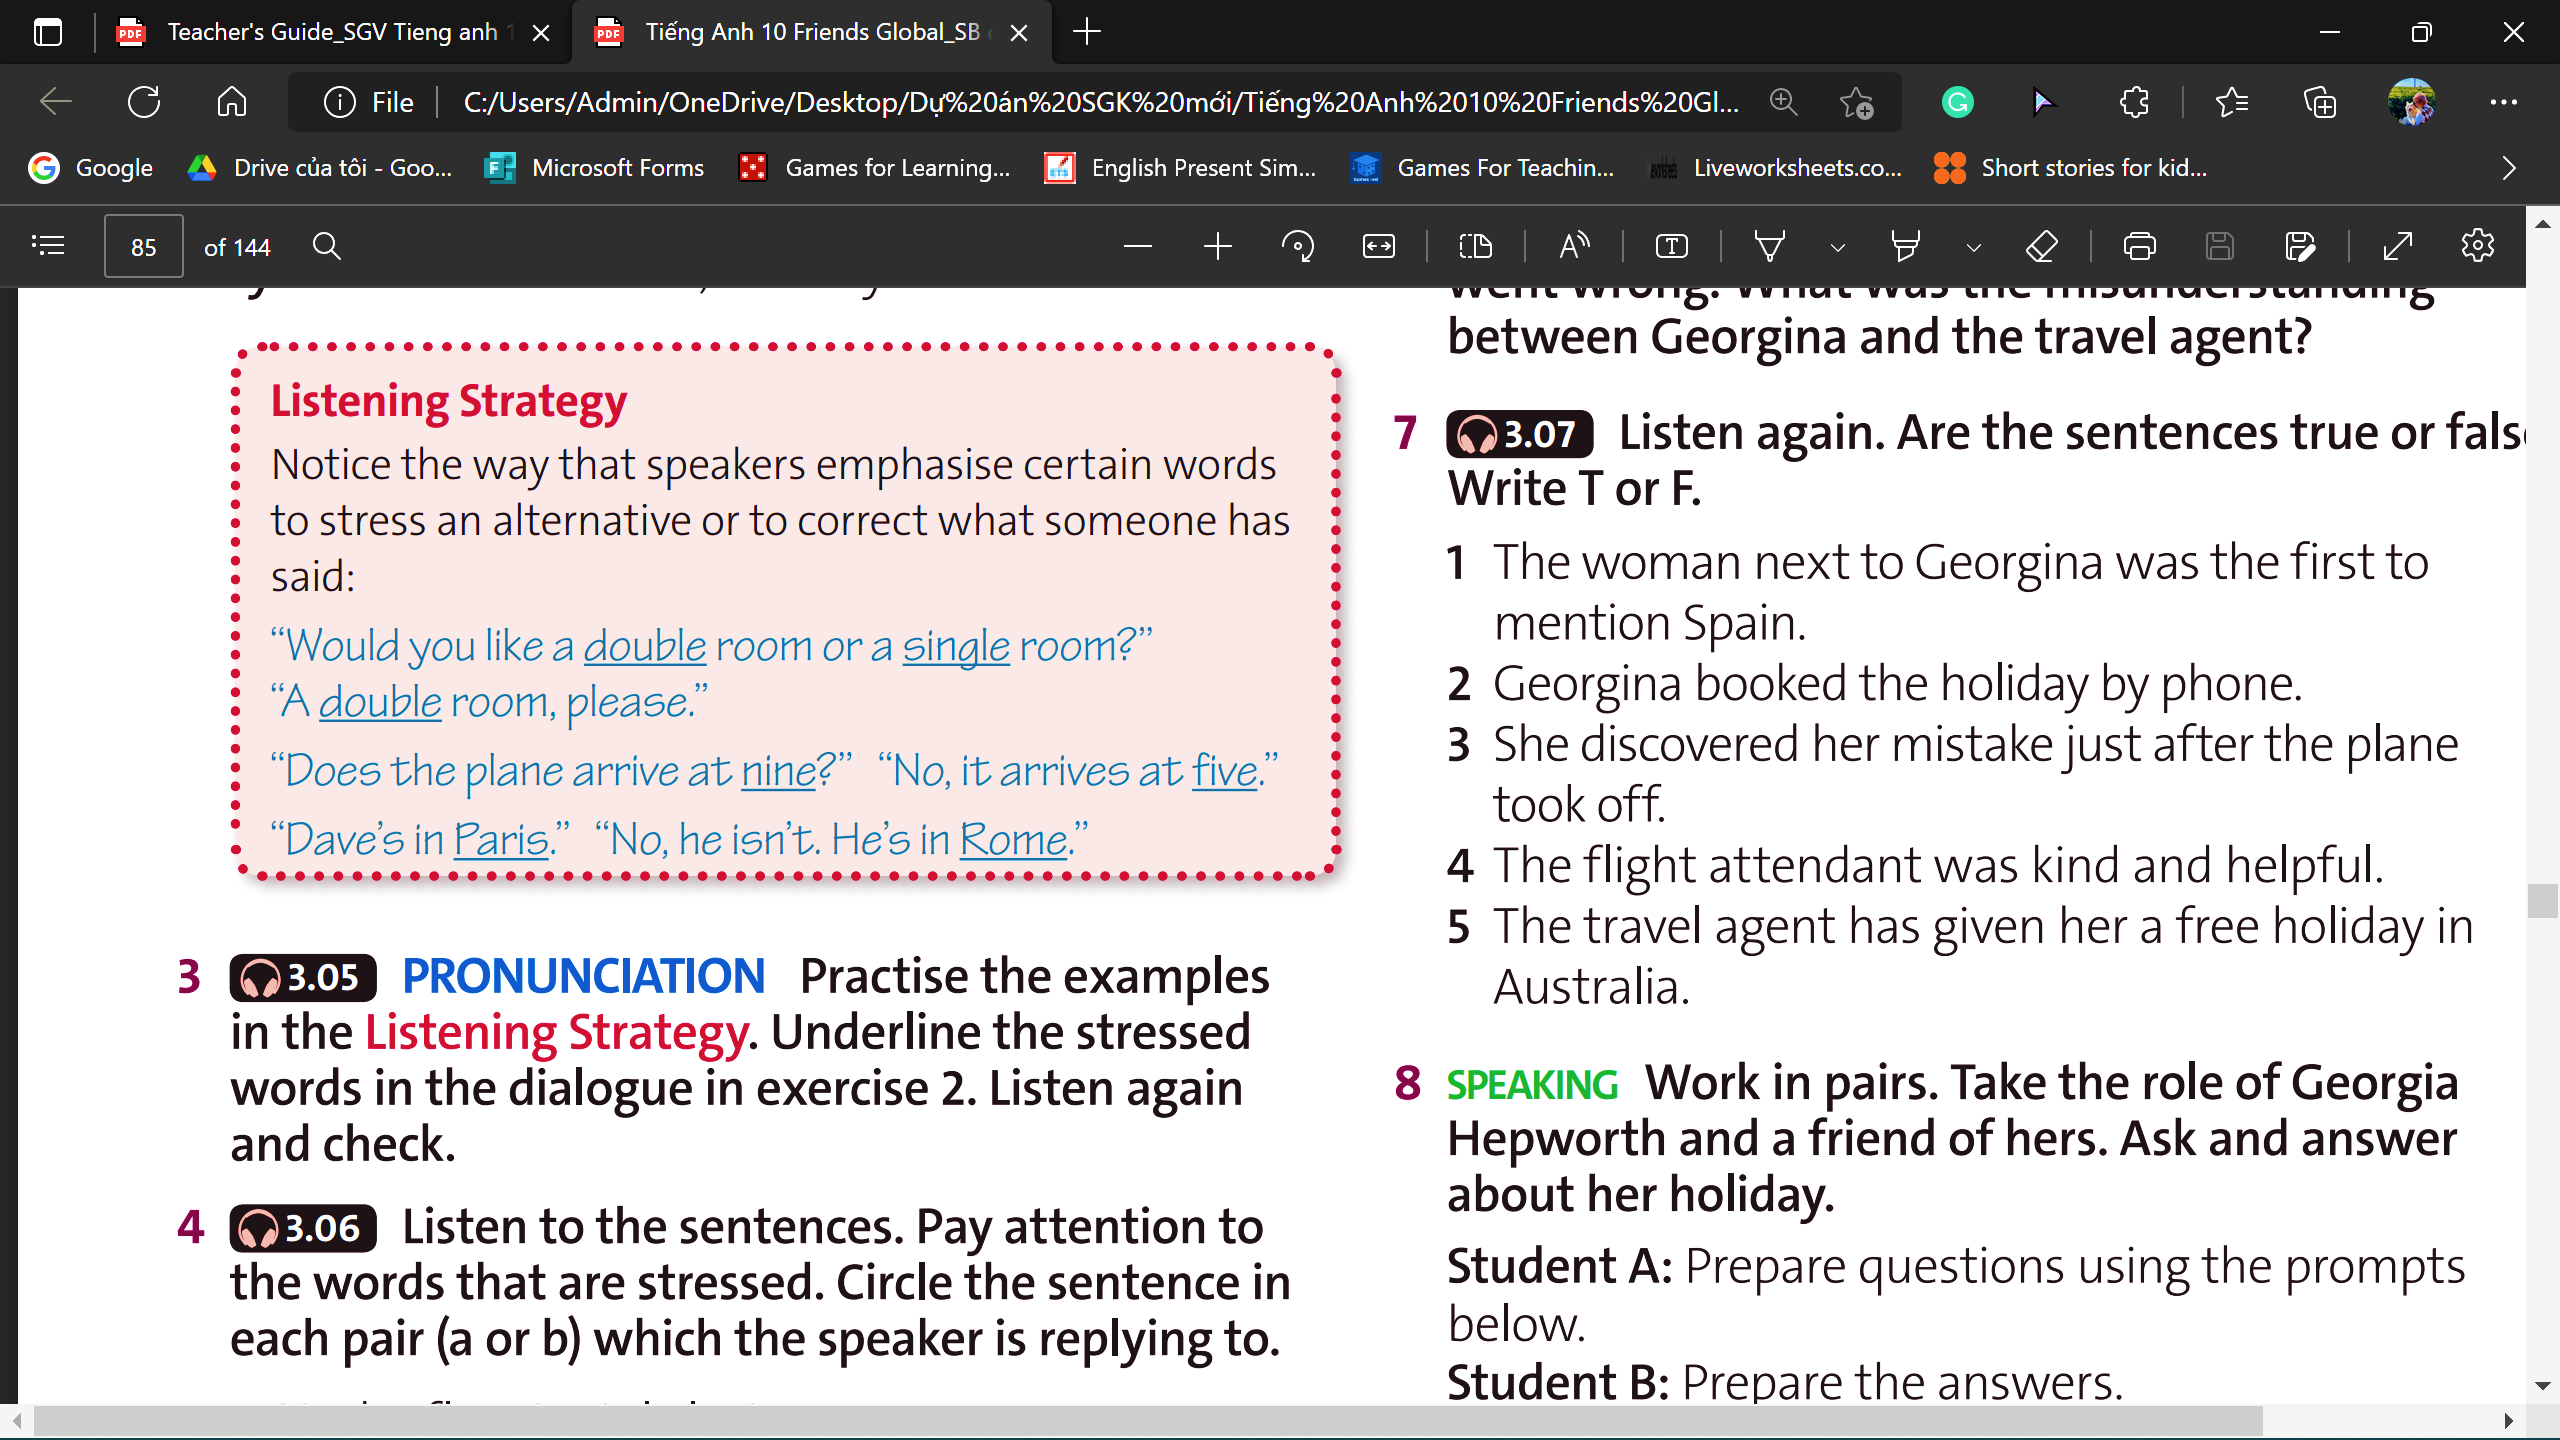 Teacher's Guide_SGV Tieng anh 1
Tiếng Anh 10 Friends Global_SB
File
C:/Users/Admin/OneDrive/Desktop/Dự%20án%20SGK%20mới/Tiếng%20Anh%2010%20Friends%20Gl...
Google
Drive của tôi - Goo...
Microsoft Forms
Games for Learning...
English Present Sim...
Games For Teachin...
Liveworksheets.co...
Short stories for kid...
85 of 144
Listening Strategy
Notice the way that speakers emphasise certain words
to stress an alternative or to correct what someone has
said:
“Would you like a double room or a single room?”
“A double room, please.”
“Does the plane arrive at nine?” “No, it arrives at five.”
“Dave’s in Paris.” “No, he isn’t. He’s in Rome.”
3 3.05 PRONUNCIATION Practise the examples
in the Listening Strategy. Underline the stressed
words in the dialogue in exercise 2. Listen again
and check.
4 3.06 Listen to the sentences. Pay attention to
the words that are stressed. Circle the sentence in
each pair (a or b) which the speaker is replying to.
went wrong. What was the misunderstanding
between Georgina and the travel agent?
7 3.07 Listen again. Are the sentences true or fals
Write T or F.
1 The woman next to Georgina was the first to
mention Spain.
2 Georgina booked the holiday by phone.
3 She discovered her mistake just after the plane
took off.
4 The flight attendant was kind and helpful.
5 The travel agent has given her a free holiday in
Australia.
8 SPEAKING Work in pairs. Take the role of Georgia
Hepworth and a friend of hers. Ask and answer
about her holiday.
Student A: Prepare questions using the prompts
below.
Student B: Prepare the answers.